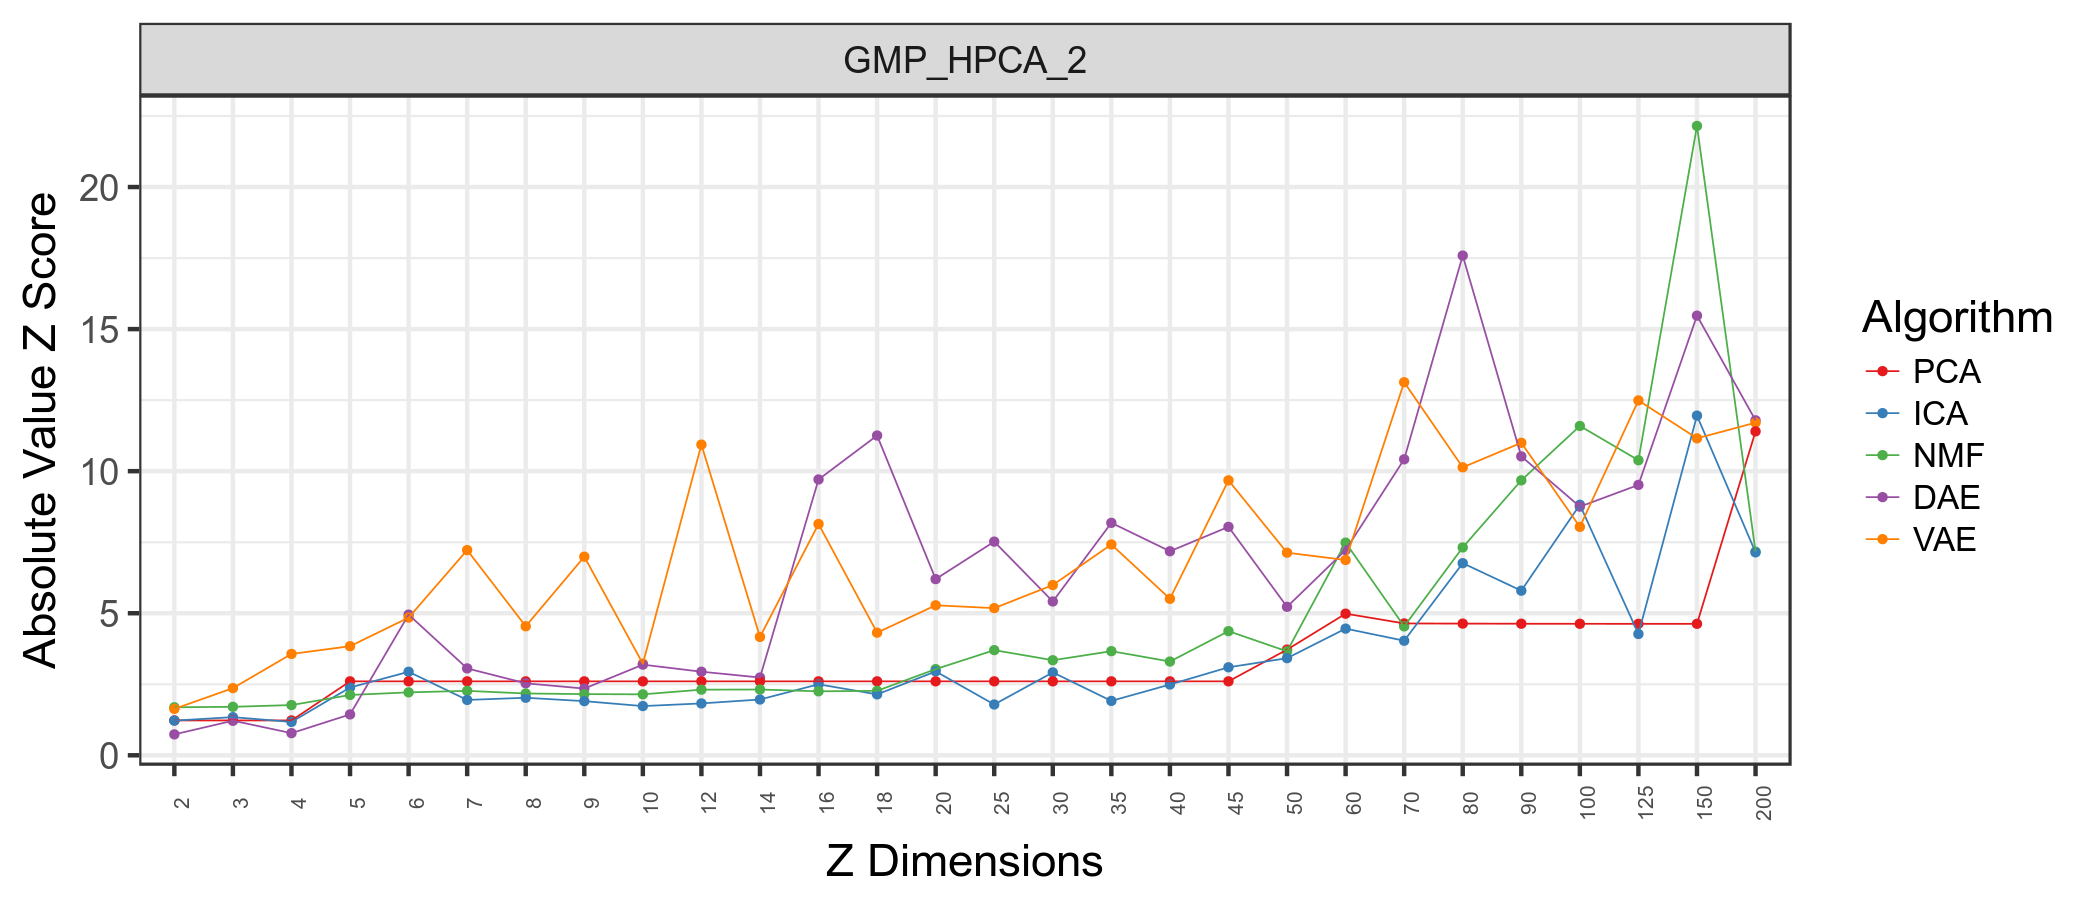 GMP_HPCA_2
Absolute Value Z Score
20
15
10
5
0
2 3 4 5 6 7 8 9 10 12 14 16 18 20 25 30 35 40 45 50 60 70 80 90 100 125 150 200
Z Dimensions
Algorithm
PCA
ICA
NMF
DAE
VAE